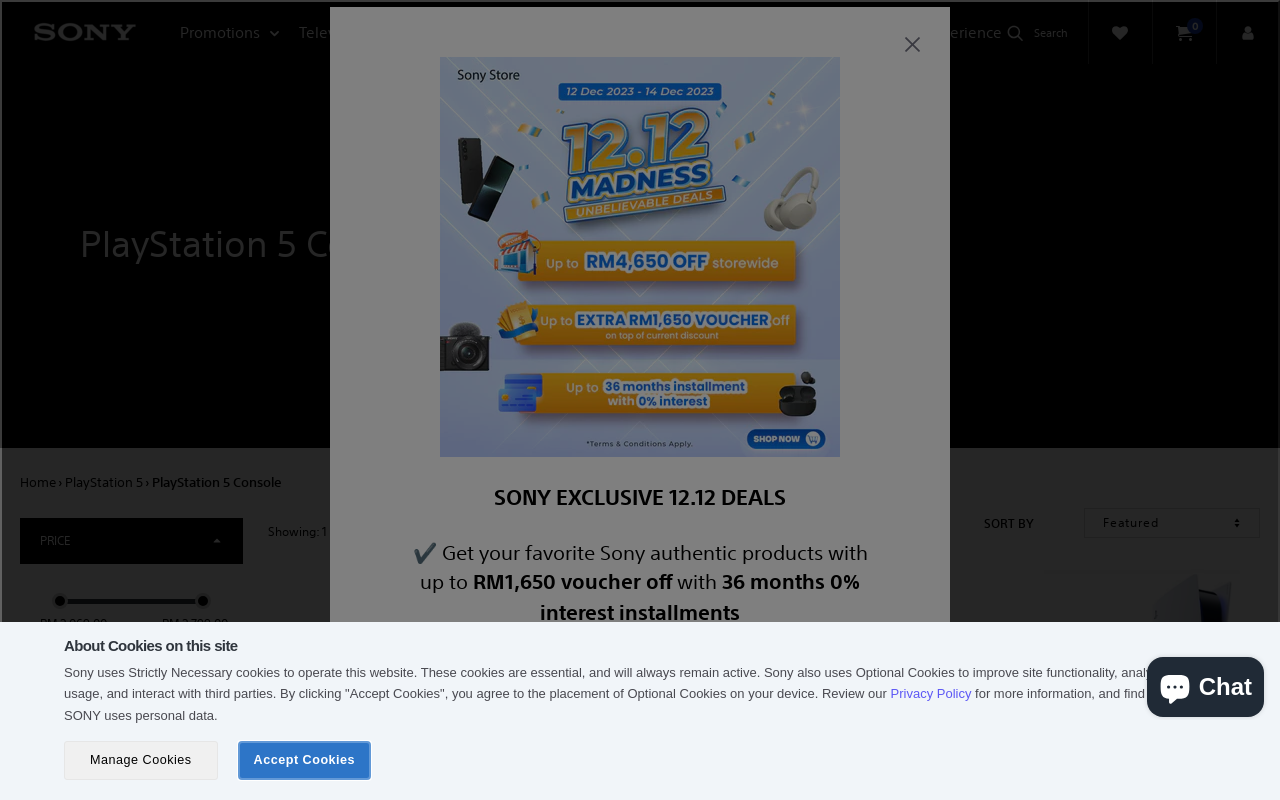 SONY
Promotions
Search
0
PlayStation 5
Sony Store
12 Dec 2023 - 14 Dec 2023
12.12
MADNESS
UNBELIEVABLE DEALS
Up to RM4,650 OFF storewide
Up to EXTRA RM1,650 VOUCHER off
on top of current discount
Up to 36 months installment
with 0% interest
*Terms & Conditions Apply.
SHOP NOW
Home › PlayStation 5 › PlayStation 5 Console
SORT BY
Featured
PRICE
Showing: 1
SONY EXCLUSIVE 12.12 DEALS
✔️ Get your favorite Sony authentic products with
up to RM1,650 voucher off with 36 months 0%
interest installments
About Cookies on this site
Sony uses Strictly Necessary cookies to operate this website. These cookies are essential, and will always remain active. Sony also uses Optional Cookies to improve site functionality,
usage, and interact with third parties. By clicking "Accept Cookies", you agree to the placement of Optional Cookies on your device. Review our Privacy Policy for more information, and find
SONY uses personal data.
Chat
Manage Cookies
Accept Cookies